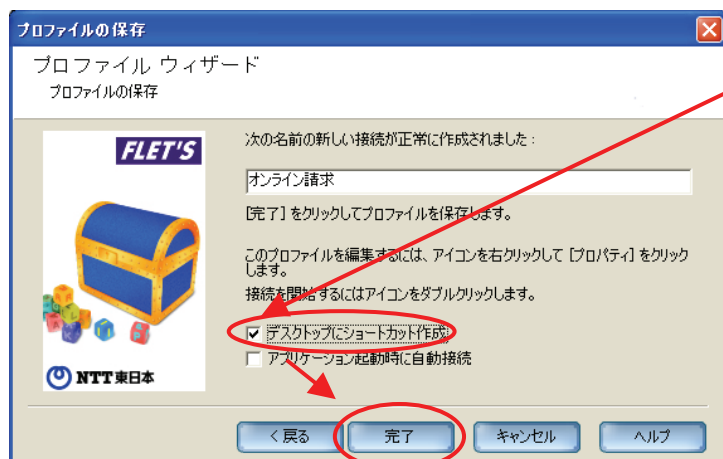 プロファイルの保存
プロファイル ウィザード
プロファイルの保存
FLET'S
次の名前の新しい接続が正常に作成されました：
オンライン請求
[完了] をクリックしてプロファイルを保存します。
このプロファイルを編集するには、アイコンを右クリックして [プロパティ] をクリック
します。
接続を開始するにはアイコンをダブルクリックします。
デスクトップにショートカット作成
アプリケーション起動時に自動接続
NTT東日本
< 戻る
完了
キャンセル
ヘルプ